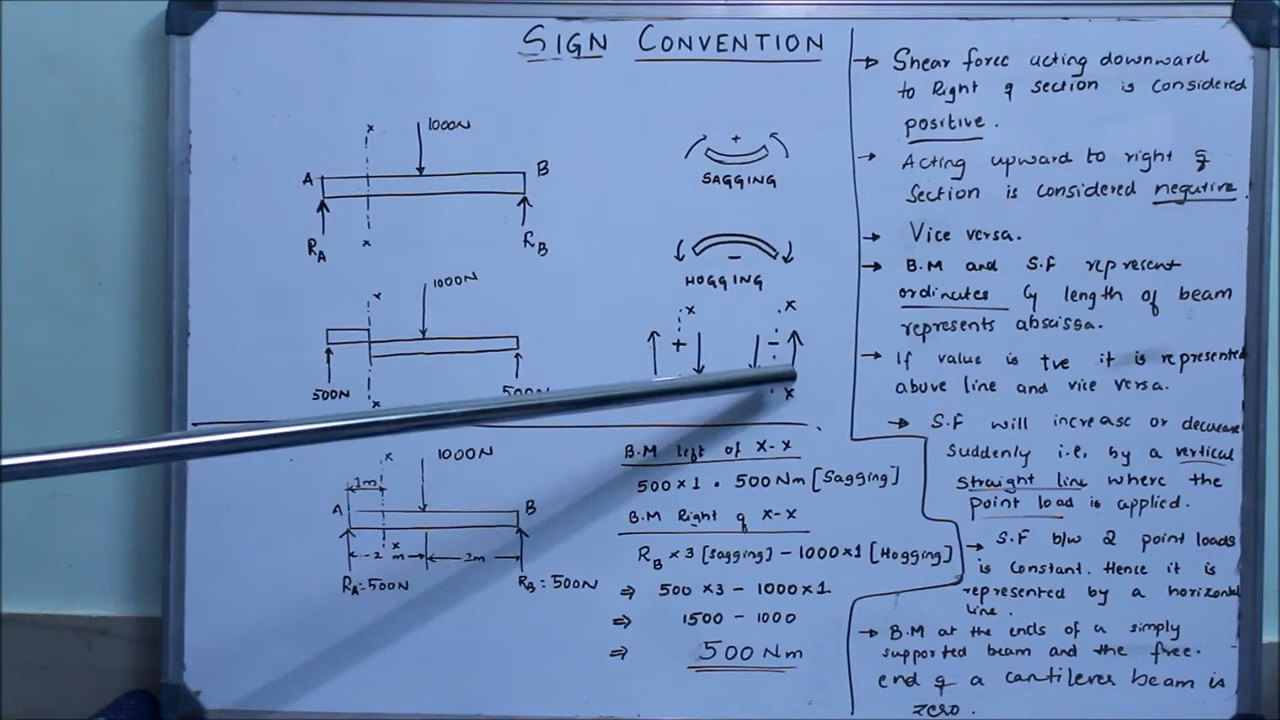 SIGN CONVENTION
1000N
x
A
B
x
RA
RB
1000N
x
500N
x
+
SAGGING
-
HOGGING
x
x
+
-
x
1000N
x
1m
A
B
x
2 m
2m
RA=500N
RB=500N
B.M left of X-X
500×1 = 500Nm [Sagging]
B.M Right of X-X
RB×3 [Sagging] - 1000×1 [Hogging]
⇒ 500×3 - 1000×1
⇒ 1500 - 1000
⇒ 500Nm
→ Shear force acting downward
to Right of section is considered
positive.
→ Acting upward to right of
Section is considered negative.
→ Vice versa.
→ B.M and S.F represent
ordinates & length of beam
represents abscissa.
→ If value is +ve it is represented
above line and vice versa.
→ S.F will increase or decrease
Suddenly i.e, by a vertical
straight line where the
point load is applied.
→ S.F b/w 2 point loads
is constant. Hence it is
represented by a horizontal
line.
→ B.M at the ends of a simply
supported beam and the free.
end of a cantilever beam is
zero.